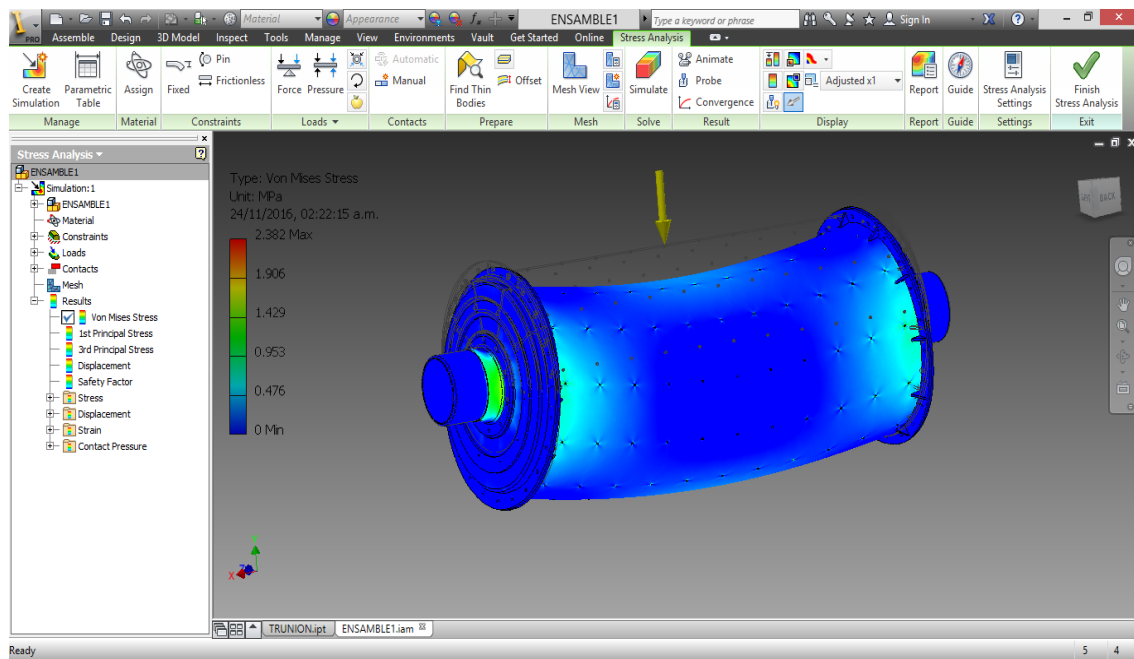 ENSAMBLE1
Type a keyword or phrase
Sign In
Material
Appearance
PRO
Assemble Design 3D Model Inspect Tools Manage View Environments Vault Get Started Online Stress Analysis
Create Simulation
Parametric Table
Assign
Fixed
Pin
Frictionless
Force
Pressure
Automatic
Manual
Find Thin Bodies
Offset
Mesh View
Simulate
Animate
Probe
Convergence
Adjusted x1
Report
Guide
Stress Analysis Settings
Finish Stress Analysis
Manage Material Constraints Loads Contacts Prepare Mesh Solve Result Display Report Guide Settings Exit
Stress Analysis
ENSAMBLE1
Simulation:1
ENSAMBLE1
Material
Constraints
Loads
Contacts
Mesh
Results
Von Mises Stress
1st Principal Stress
3rd Principal Stress
Displacement
Safety Factor
Stress
Displacement
Strain
Contact Pressure
Type: Von Mises Stress
Unit: MPa
24/11/2016, 02:22:15 a.m.
2.382 Max
1.906
1.429
0.953
0.476
0 Min
BACK
X
TRUNION.ipt
ENSAMBLE1.iam
Ready
5 4